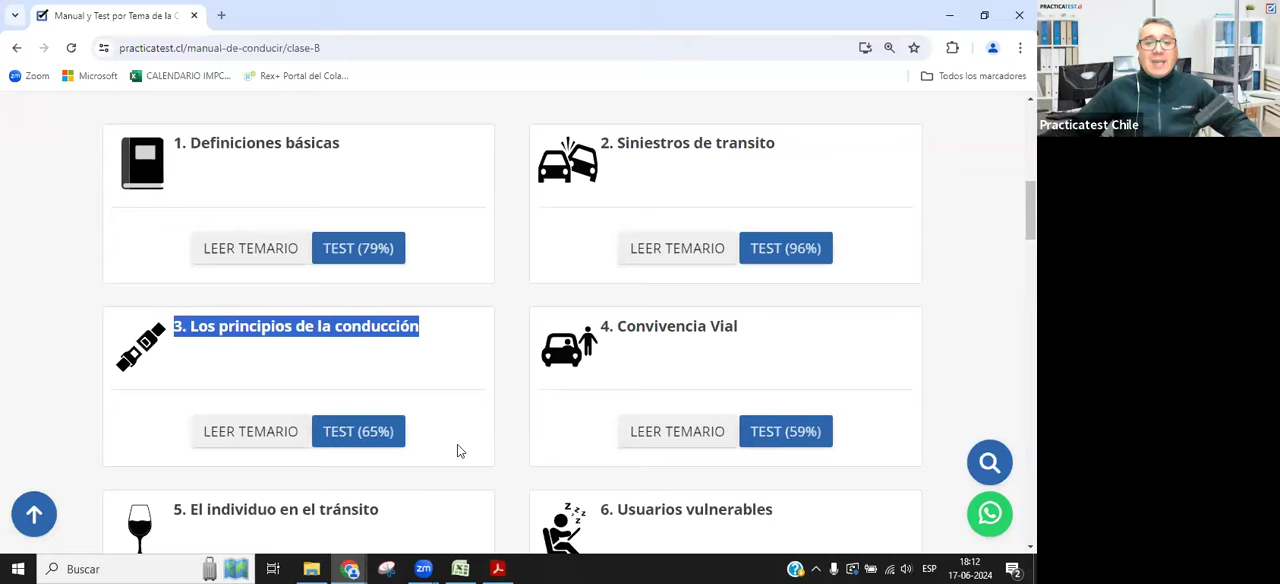 Manual y Test por Tema de la C
practicatest.cl/manual-de-conducir/clase-B
Zoom
Microsoft
CALENDARIO IMPC...
Rex+ Portal del Cola...
Todos los marcadores
PRACTICATEST.cl
Practicatest Chile
1. Definiciones básicas
LEER TEMARIO
TEST (79%)
2. Siniestros de transito
LEER TEMARIO
TEST (96%)
3. Los principios de la conducción
LEER TEMARIO
TEST (65%)
4. Convivencia Vial
LEER TEMARIO
TEST (59%)
5. El individuo en el tránsito
6. Usuarios vulnerables
Buscar
ESP
18:12
17-06-2024